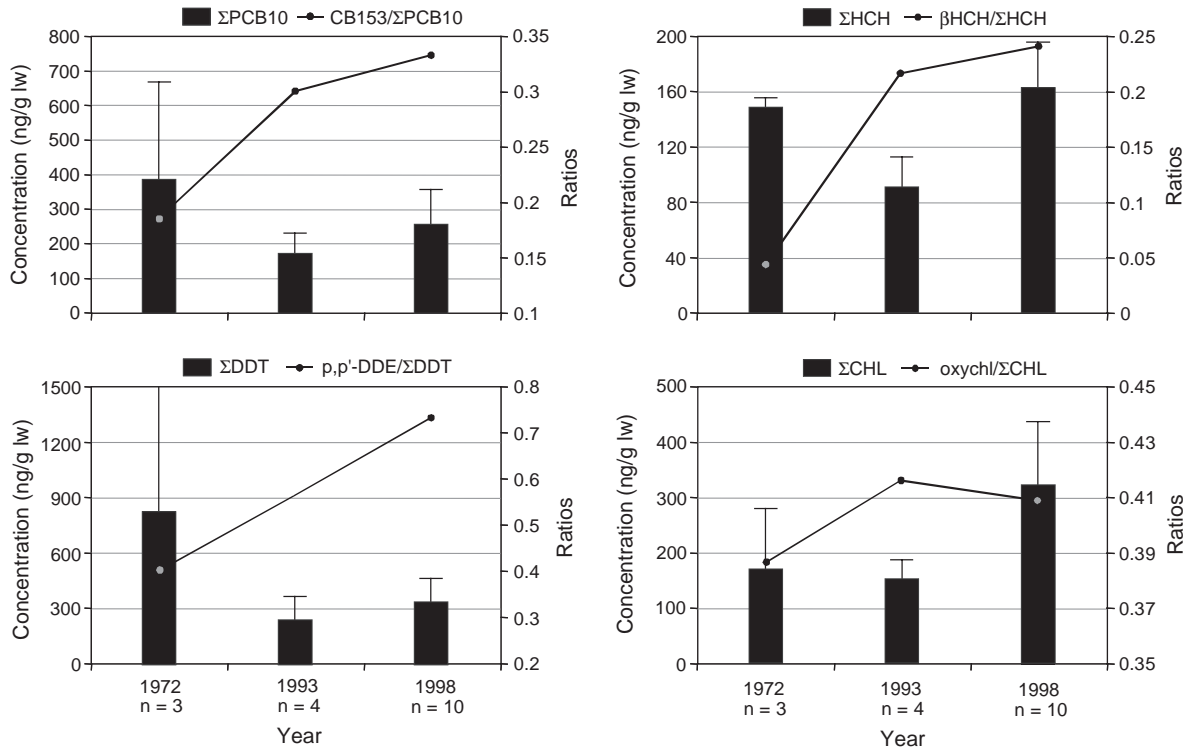 ΣPCB10 CB153/ΣPCB10
800
700
600
500
400
300
200
100
0
Concentration (ng/g lw)
0.35
0.3
0.25
0.2
0.15
0.1
Ratios
ΣHCH βHCH/ΣHCH
200
160
120
80
40
0
Concentration (ng/g lw)
0.25
0.2
0.15
0.1
0.05
0
Ratios
ΣDDT p,p'-DDE/ΣDDT
1500
1200
900
600
300
0
Concentration (ng/g lw)
0.8
0.7
0.6
0.5
0.4
0.3
0.2
Ratios
1972 1993 1998
n = 3 n = 4 n = 10
Year
ΣCHL oxychl/ΣCHL
500
400
300
200
100
0
Concentration (ng/g lw)
0.45
0.43
0.41
0.39
0.37
0.35
Ratios
1972 1993 1998
n = 3 n = 4 n = 10
Year